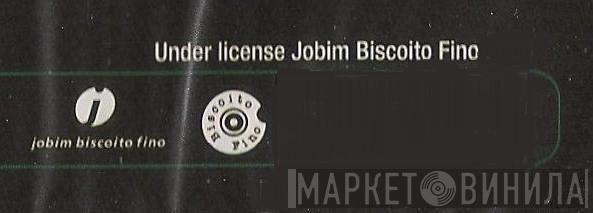 Under license Jobim Biscoito Fino
j
jobim biscoito fino
Biscoito Fino
МАРКЕТ ВИНИЛА